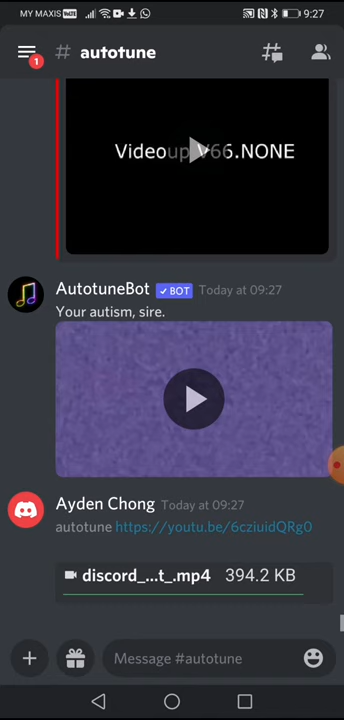 MY MAXIS 9:27
1
# autotune
Videoup V66.NONE
AutotuneBot ✓ BOT Today at 09:27
Your autism, sire.
Ayden Chong Today at 09:27
autotune https://youtu.be/6cziuidQRg0
discord_...t_.mp4 394.2 KB
Message #autotune